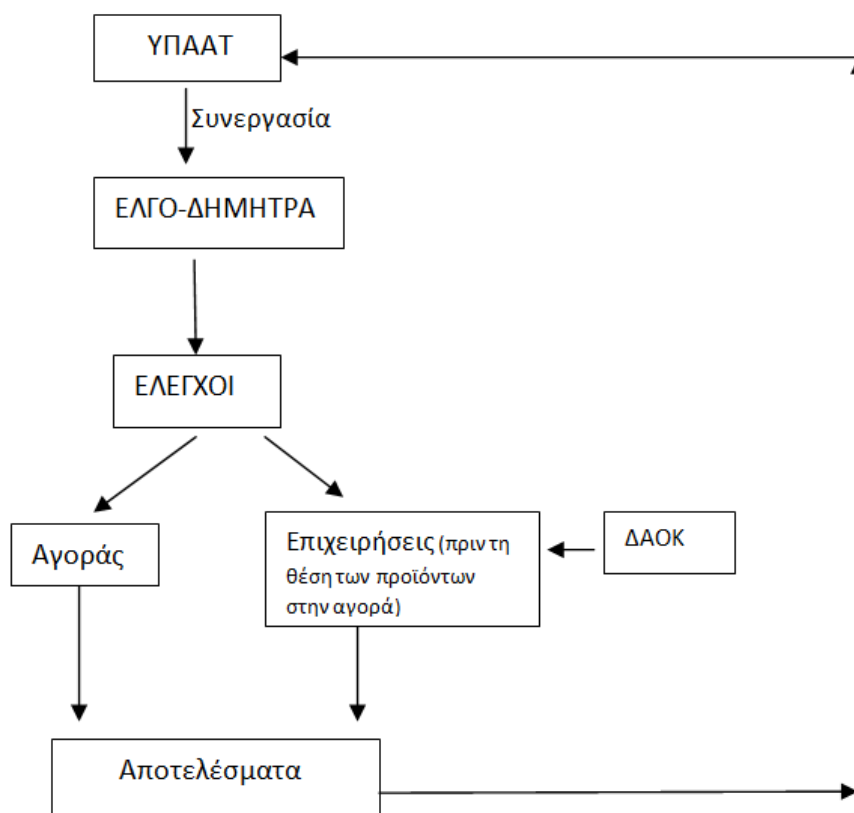 ΥΠΑΑΤ
Συνεργασία
ΕΛΓΟ-ΔΗΜΗΤΡΑ
ΕΛΕΓΧΟΙ
Αγοράς
Επιχειρήσεις (πριν τη
θέση των προϊόντων
στην αγορά)
ΔΑΟΚ
Αποτελέσματα